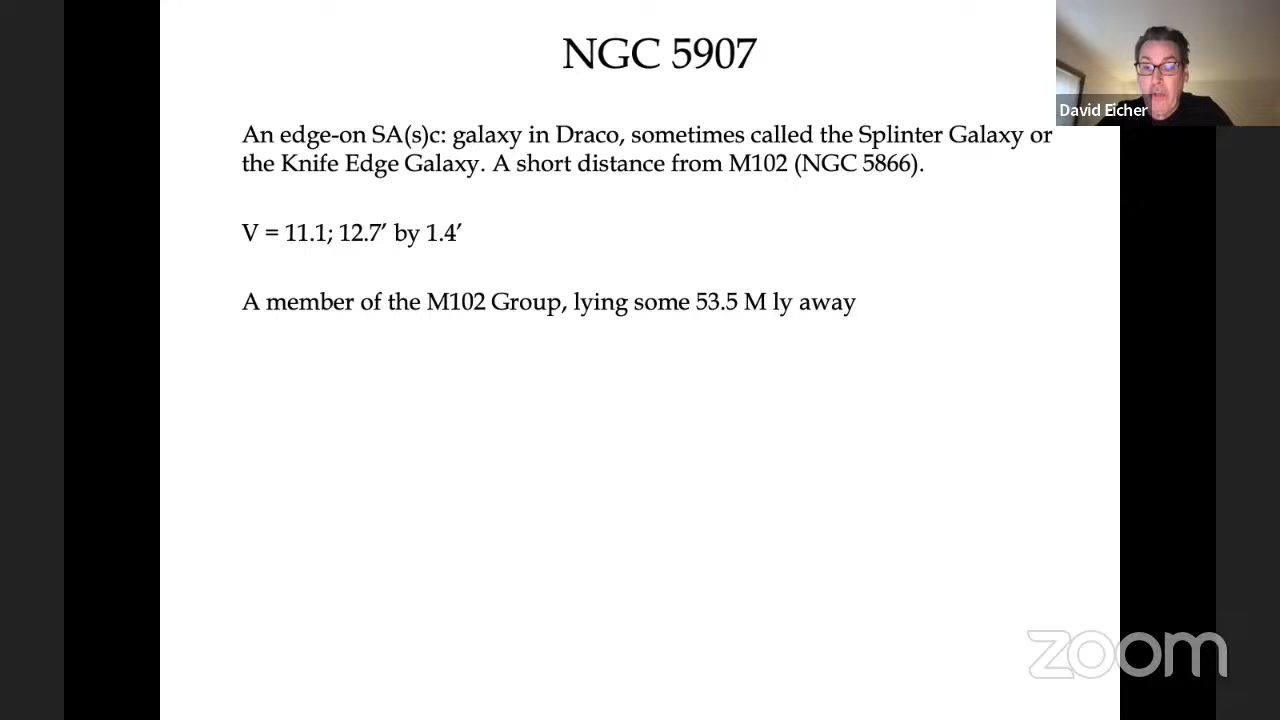 NGC 5907
David Eicher
An edge-on SA(s)c: galaxy in Draco, sometimes called the Splinter Galaxy or
the Knife Edge Galaxy. A short distance from M102 (NGC 5866).
V = 11.1; 12.7′ by 1.4′
A member of the M102 Group, lying some 53.5 M ly away
zoom